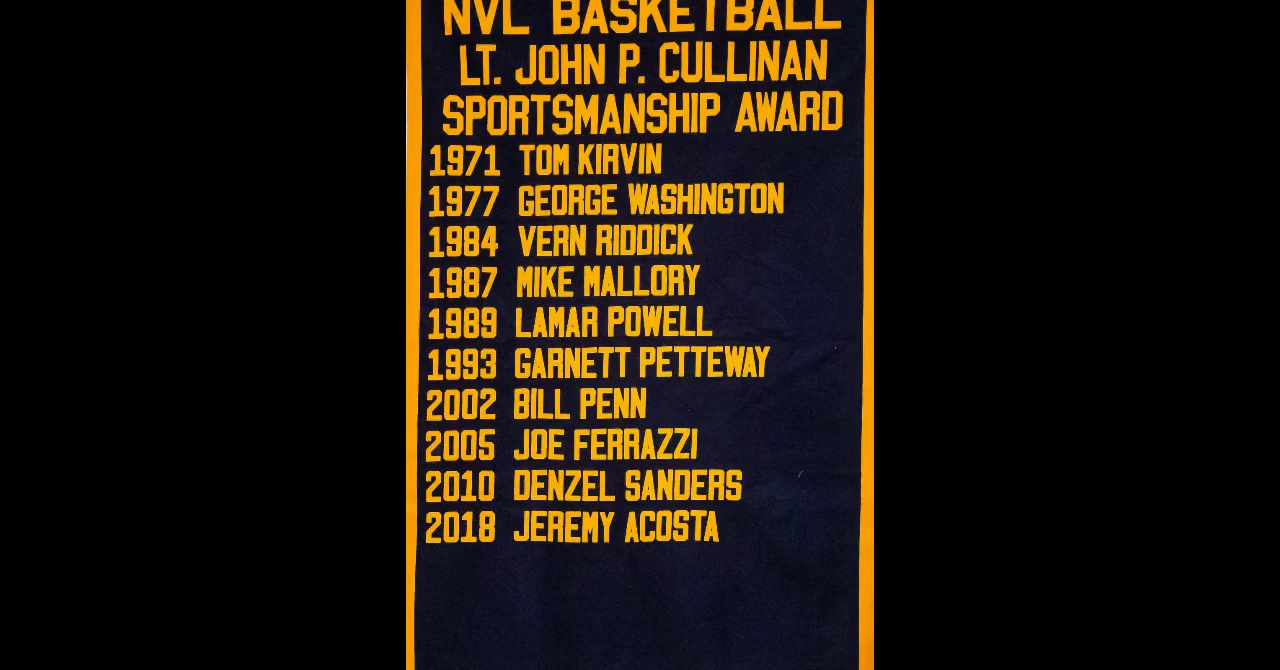 NVL BASKETBALL
LT. JOHN P. CULLINAN
SPORTSMANSHIP AWARD
1971 TOM KIRVIN
1977 GEORGE WASHINGTON
1984 VERN RIDDICK
1987 MIKE MALLORY
1989 LAMAR POWELL
1993 GARNETT PETTEWAY
2002 BILL PENN
2005 JOE FERRAZZI
2010 DENZEL SANDERS
2018 JEREMY ACOSTA